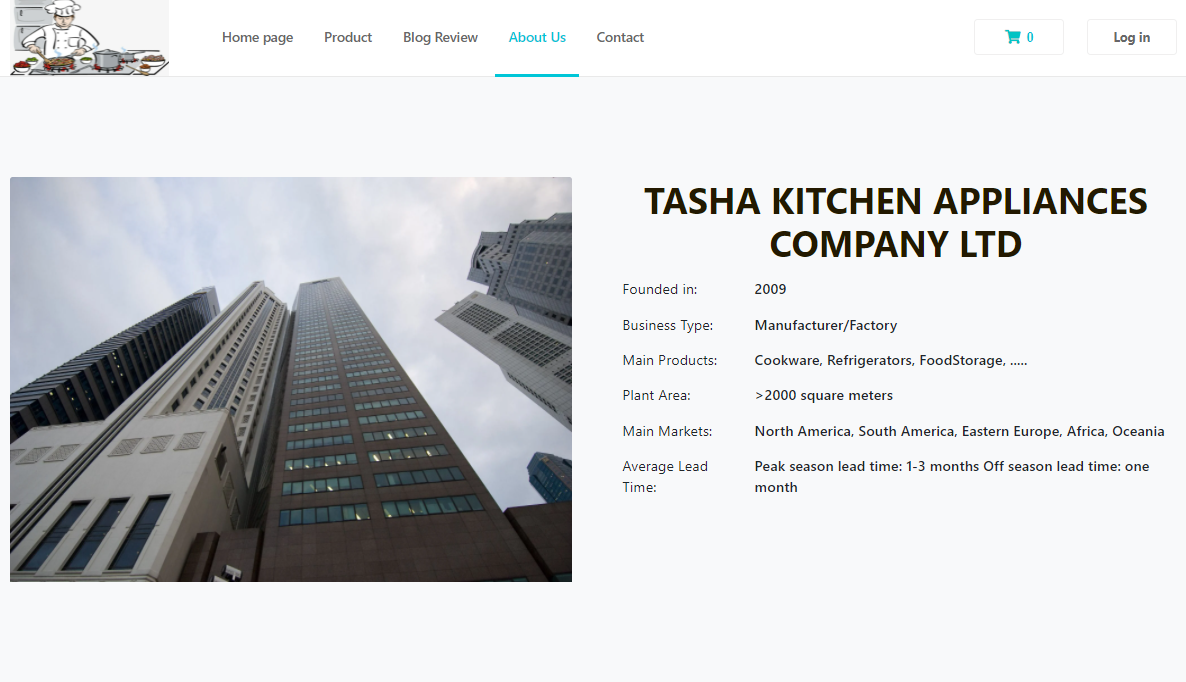 Home page Product Blog Review About Us Contact 0 Log in
TASHA KITCHEN APPLIANCES
COMPANY LTD
Founded in: 2009
Business Type: Manufacturer/Factory
Main Products: Cookware, Refrigerators, FoodStorage, .....
Plant Area: >2000 square meters
Main Markets: North America, South America, Eastern Europe, Africa, Oceania
Average Lead Time: Peak season lead time: 1-3 months Off season lead time: one
month